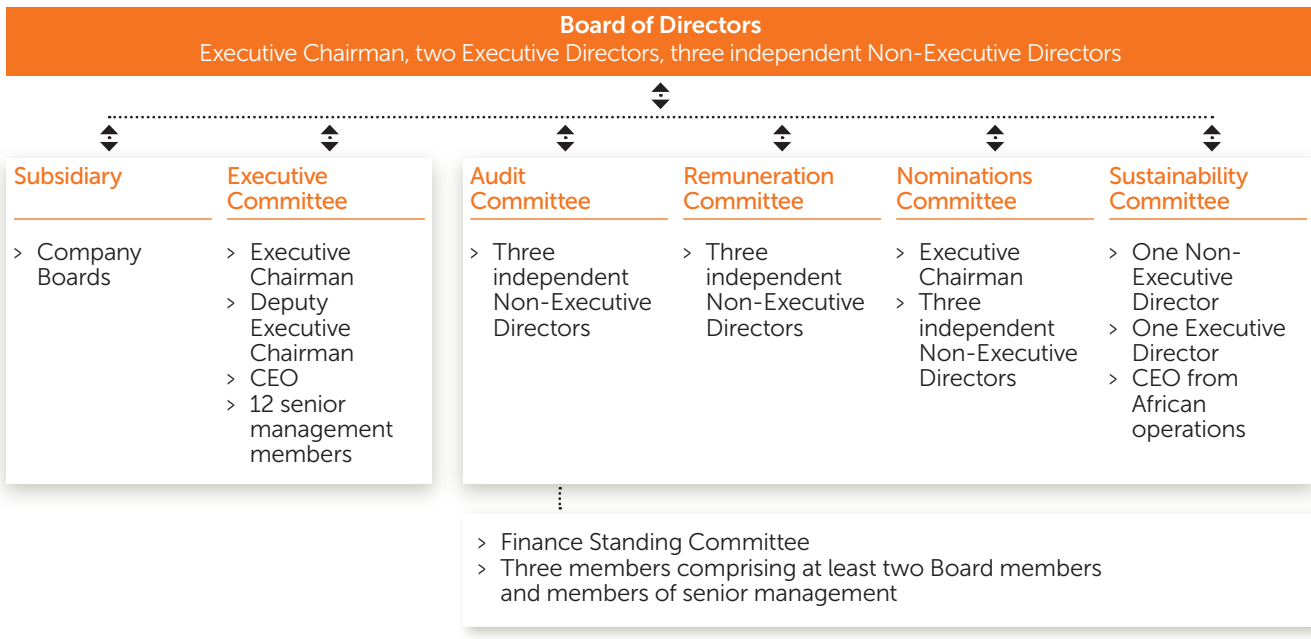 Board of Directors
Executive Chairman, two Executive Directors, three independent Non-Executive Directors
Subsidiary
> Company
Boards
Executive
Committee
> Executive
Chairman
> Deputy
Executive
Chairman
> CEO
> 12 senior
management
members
Audit
Committee
> Three
independent
Non-Executive
Directors
Remuneration
Committee
> Three
independent
Non-Executive
Directors
Nominations
Committee
> Executive
Chairman
> Three
independent
Non-Executive
Directors
Sustainability
Committee
> One Non-
Executive
Director
> One Executive
Director
> CEO from
African
operations
> Finance Standing Committee
> Three members comprising at least two Board members
and members of senior management